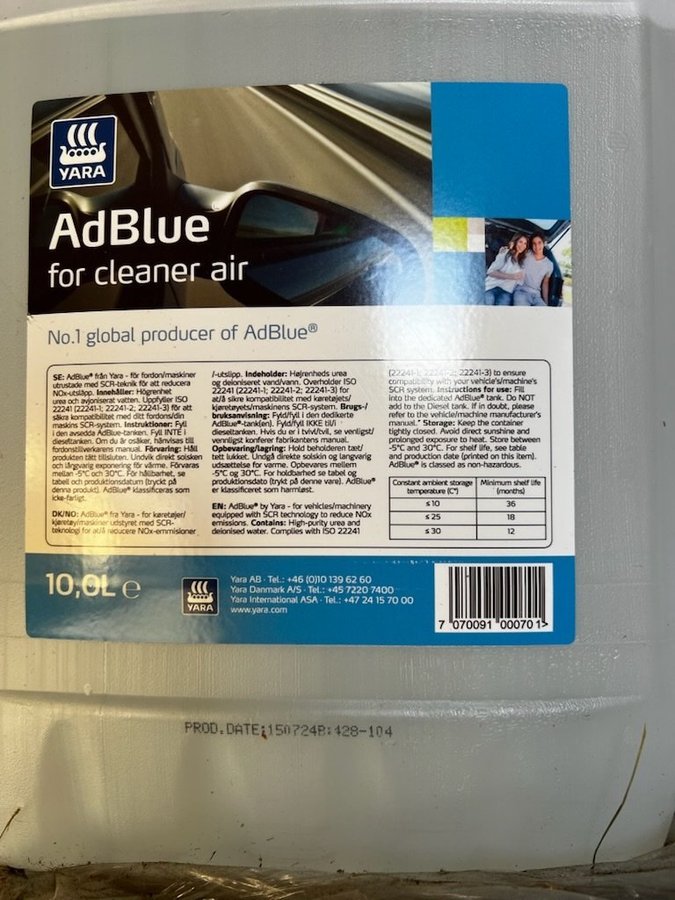 YARA
AdBlue
for cleaner air
No.1 global producer of AdBlue®
SE: AdBlue® från Yara - för fordon/maskiner
utrustade med SCR-teknik för att reducera
NOx-utsläpp. Innehåller: Högrenhet
urea och avjoniserat vatten. Uppfyller ISO
22241 (22241-1; 22241-2; 22241-3) för att
säkra kompatibilitet med ditt fordons/din
maskins SCR-system. Instruktioner: Fyll
i den avsedda AdBlue-tanken. Fyll INTE i
dieseltanken. Om du är osäker, hänvisas till
fordonstillverkarens manual. Förvaring: Håll
produkten tätt tillsluten. Undvik direkt solsken
och långvarig exponering för värme. Förvaras
mellan -5°C och 30°C. För hållbarhet, se
tabell och produktionsdatum (tryckt på
denna produkt). AdBlue® klassificeras som
icke-farligt.
DK/NO: AdBlue® fra Yara - for køretøjer/
kjøretøy/maskiner udstyret med SCR-
teknologi for at/å reducere NOx-emmisioner
/-utslipp. Indeholder: Højrenheds urea
og deioniseret vand/vann. Overholder ISO
22241 (22241-1; 22241-2; 22241-3) for
at/å sikre kompatibilitet med køretøjets/
kjøretøyets/maskinens SCR-system. Brugs-/
bruksanvisning: Fyld/fyll i den dedikerte
AdBlue®-tank(en). Fyld/fyll IKKE til/i
dieseltanken. Hvis du er i tvivl/tvil, se venligst/
vennligst konferer fabrikantens manual.
Opbevaring/lagring: Hold beholderen tæt/
tett lukket. Undgå direkte solskin og langvarig
udsættelse for varme. Opbevares mellem
-5°C og 30°C. For holdbarhed se tabel og
produktionsdato (trykt på denne vare). AdBlue®
er klassificeret som harmløst.
EN: AdBlue® by Yara - for vehicles/machinery
equipped with SCR technology to reduce NOx
emissions. Contains: High-purity urea and
deionised water. Complies with ISO 22241
(22241-1; 22241-2; 22241-3) to ensure
compatibility with your vehicle's/machine's
SCR system. Instructions for use: Fill
into the dedicated AdBlue® tank. Do NOT
add to the Diesel tank. If in doubt, please
refer to the vehicle/machine manufacturer's
manual." Storage: Keep the container
tightly closed. Avoid direct sunshine and
prolonged exposure to heat. Store between
-5°C and 30°C. For shelf life, see table
and production date (printed on this item).
AdBlue® is classed as non-hazardous.
Constant ambient storage temperature (C°) Minimum shelf life (months)
≤ 10 36
≤ 25 18
≤ 30 12
10,0L e
YARA
Yara AB · Tel.: +46 (0)10 139 62 60
Yara Danmark A/S · Tel.: +45 7220 7400
Yara International ASA · Tel.: +47 24 15 70 00
www.yara.com
7 070091 000701>
PROD.DATE:150724B:428-104